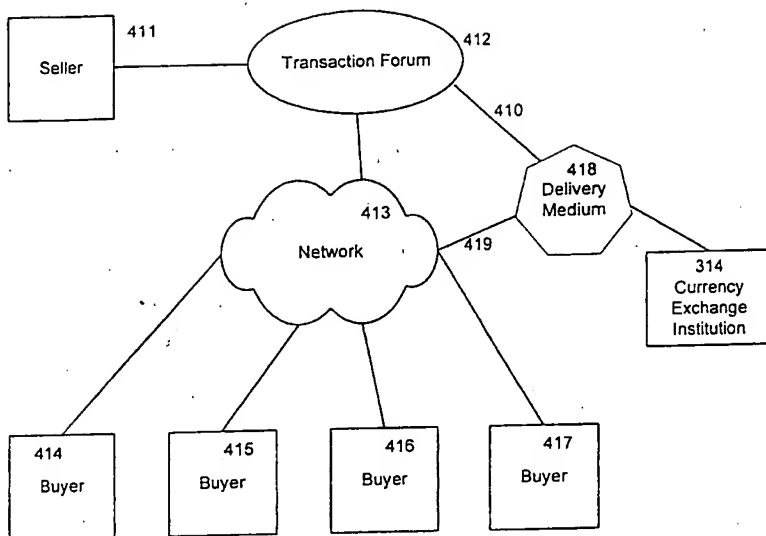 411
412
Seller
Transaction Forum
410
418
Delivery
Medium
413
Network
419
314
Currency
Exchange
Institution
414
Buyer
415
Buyer
416
Buyer
417
Buyer